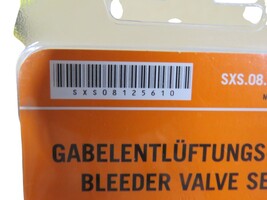 SXS08125610
SXS.08.
GABELENTLÜFTUNGS
BLEEDER VALVE SE